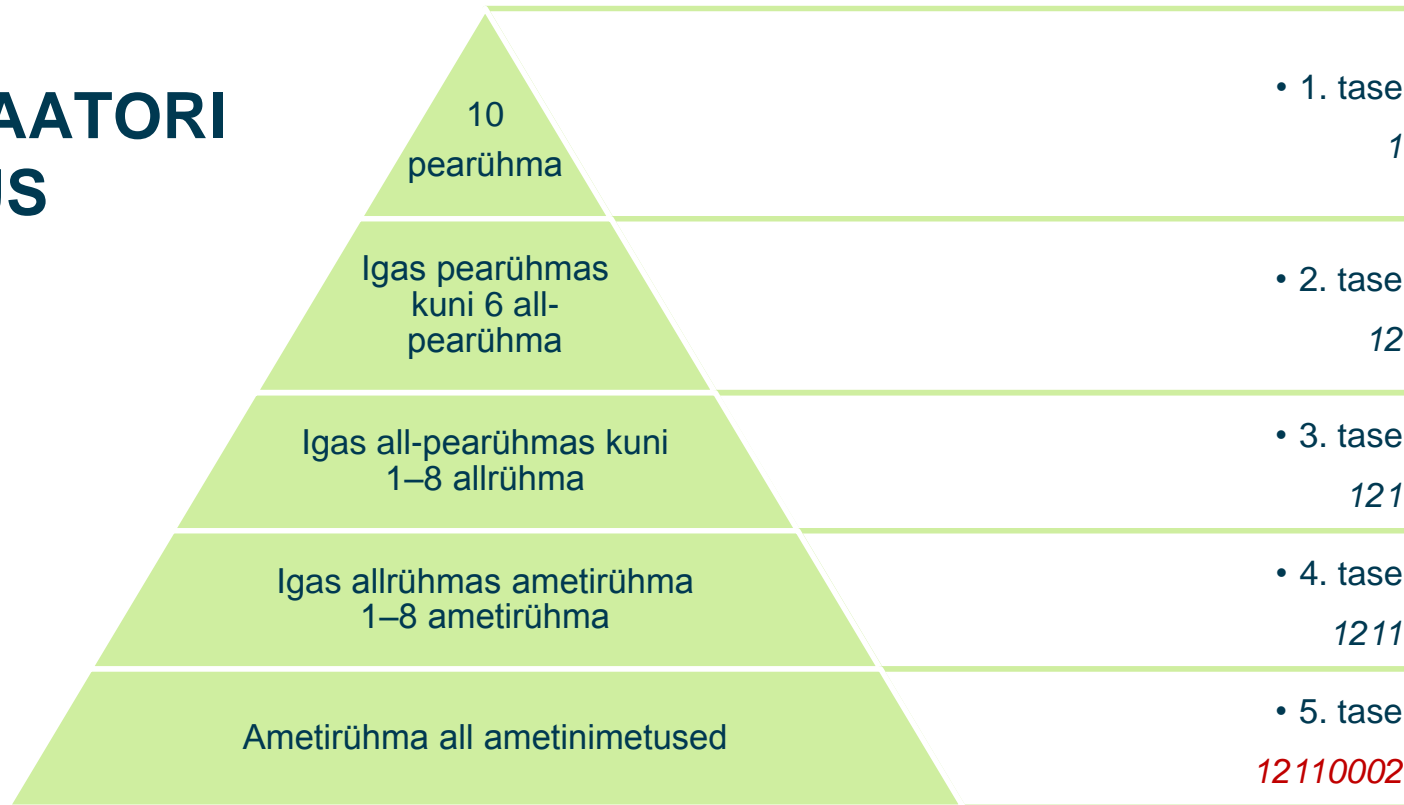 AATORI
US
10
pearühma
• 1. tase
1
Igas pearühmas
kuni 6 all-
pearühma
• 2. tase
12
Igas all-pearühmas kuni
1–8 allrühma
• 3. tase
121
Igas allrühmas ametirühma
1–8 ametirühma
• 4. tase
1211
Ametirühma all ametinimetused
• 5. tase
12110002